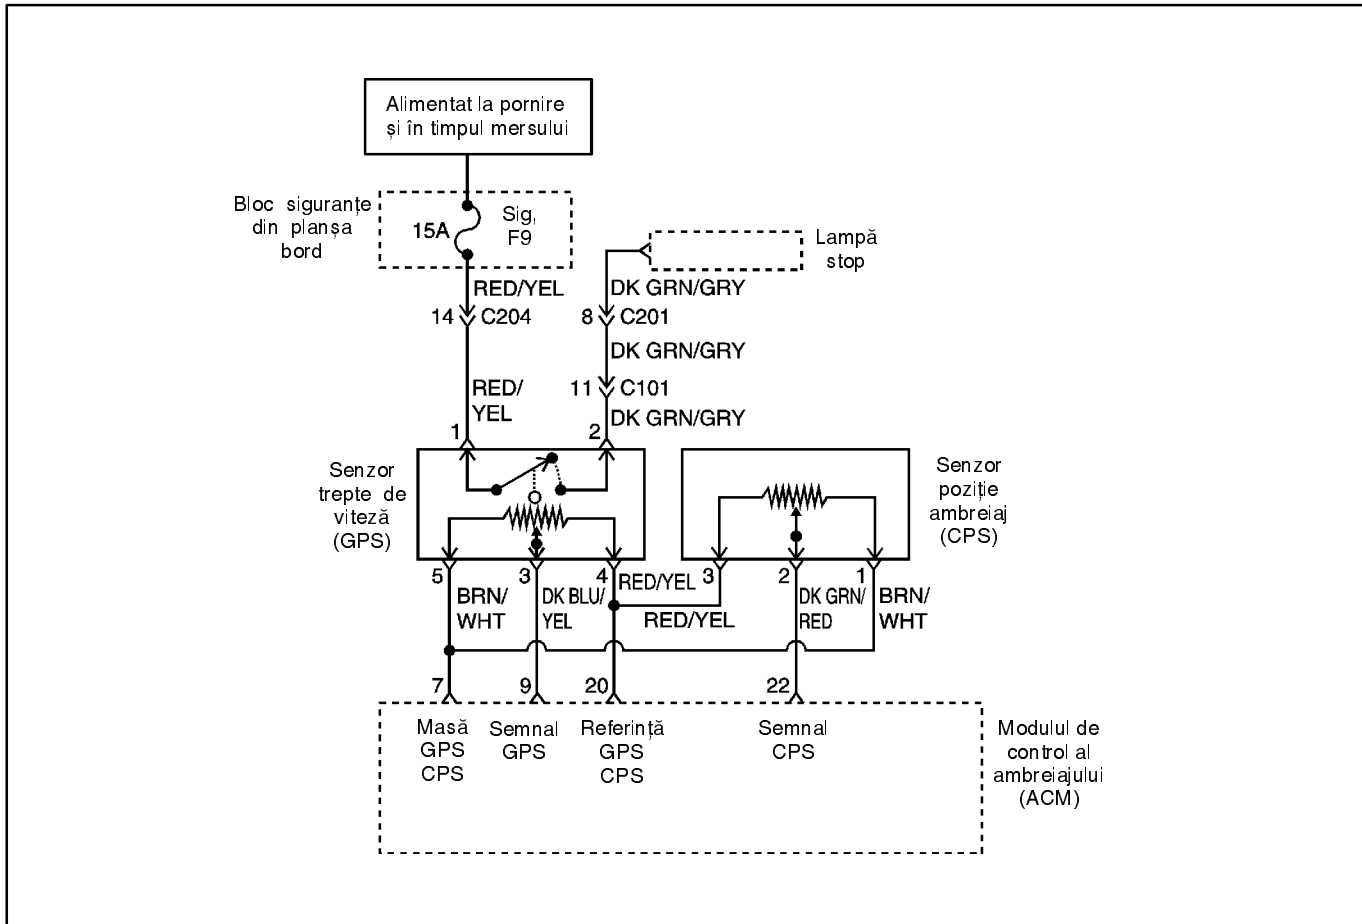 Alimentat la pornire
și în timpul mersului
Bloc siguranțe
din planșa
bord
15A
Sig,
F9
Lampă
stop
RED/YEL
DK GRN/GRY
14
C204
8
C201
DK GRN/GRY
RED/
YEL
11
C101
DK GRN/GRY
1
2
Senzor
trepte de
viteză
(GPS)
Senzor
poziție
ambreiaj
(CPS)
5
3
4
RED/YEL
3
2
1
BRN/
WHT
DK BLU/
YEL
RED/YEL
DK GRN/
RED
BRN/
WHT
7
9
20
22
Masă
GPS
CPS
Semnal
GPS
Referință
GPS
CPS
Semnal
CPS
Modulul de
control al
ambreiajului
(ACM)